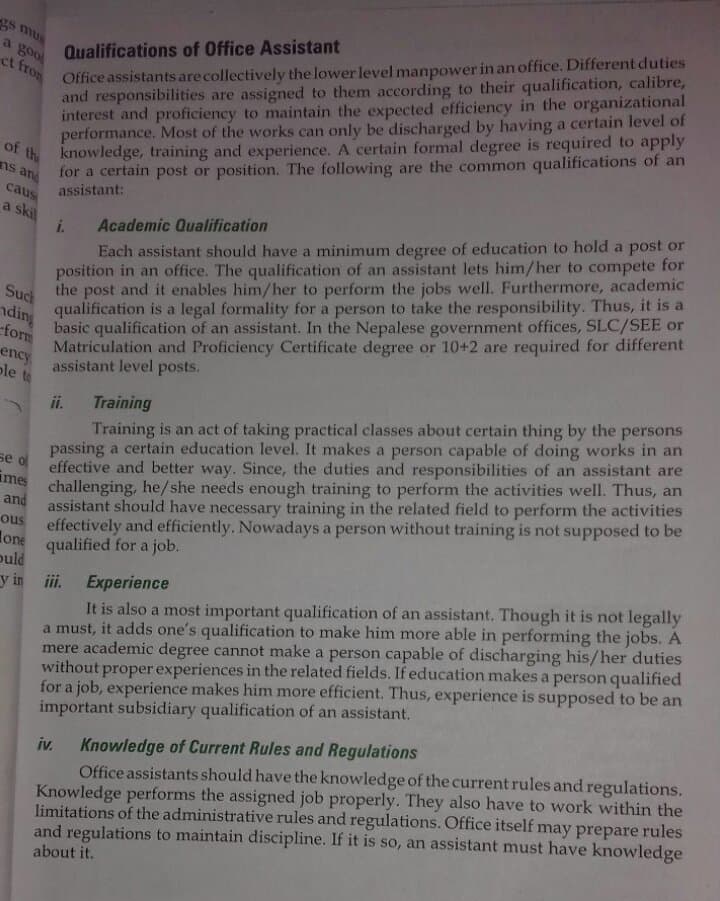 Qualifications of Office Assistant
Office assistants are collectively the lower level manpower in an office. Different duties
and responsibilities are assigned to them according to their qualification, calibre,
interest and proficiency to maintain the expected efficiency in the organizational
performance. Most of the works can only be discharged by having a certain level of
knowledge, training and experience. A certain formal degree is required to apply
for a certain post or position. The following are the common qualifications of an
assistant:
i. Academic Qualification
Each assistant should have a minimum degree of education to hold a post or
position in an office. The qualification of an assistant lets him/her to compete for
the post and it enables him/her to perform the jobs well. Furthermore, academic
qualification is a legal formality for a person to take the responsibility. Thus, it is a
basic qualification of an assistant. In the Nepalese government offices, SLC/SEE or
Matriculation and Proficiency Certificate degree or 10+2 are required for different
assistant level posts.
ii. Training
Training is an act of taking practical classes about certain thing by the persons
passing a certain education level. It makes a person capable of doing works in an
effective and better way. Since, the duties and responsibilities of an assistant are
challenging, he/she needs enough training to perform the activities well. Thus, an
assistant should have necessary training in the related field to perform the activities
effectively and efficiently. Nowadays a person without training is not supposed to be
qualified for a job.
iii. Experience
It is also a most important qualification of an assistant. Though it is not legally
a must, it adds one's qualification to make him more able in performing the jobs. A
mere academic degree cannot make a person capable of discharging his/her duties
without proper experiences in the related fields. If education makes a person qualified
for a job, experience makes him more efficient. Thus, experience is supposed to be an
important subsidiary qualification of an assistant.
iv. Knowledge of Current Rules and Regulations
Office assistants should have the knowledge of the current rules and regulations.
Knowledge performs the assigned job properly. They also have to work within the
limitations of the administrative rules and regulations. Office itself may prepare rules
and regulations to maintain discipline. If it is so, an assistant must have knowledge
about it.